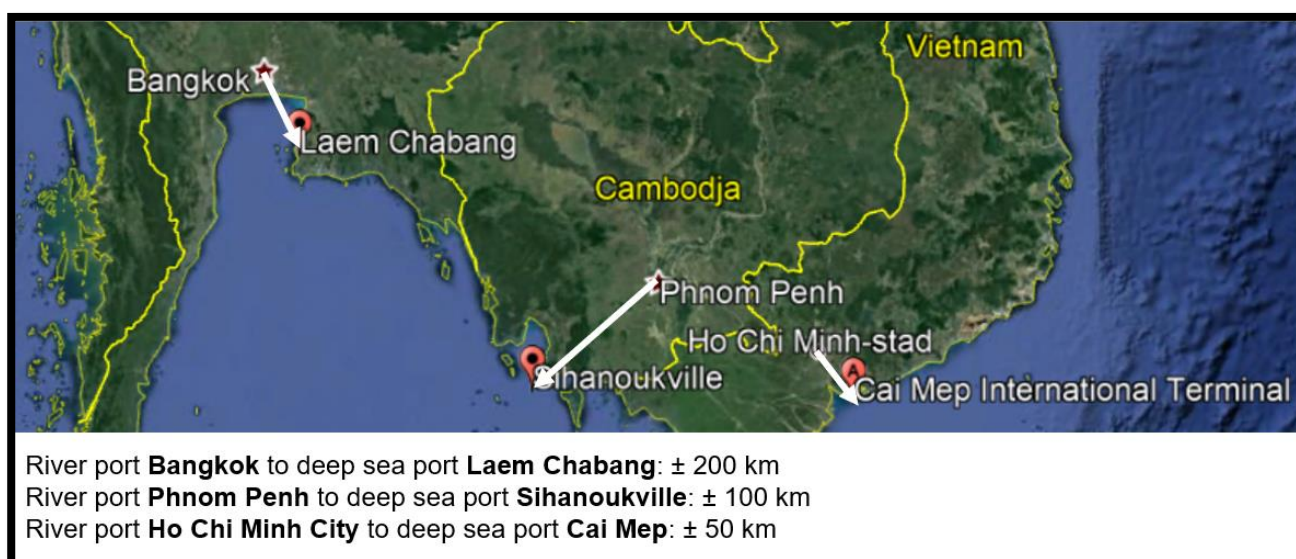 Vietnam
Bangkok
Laem Chabang
Cambodja
Phnom Penh
Ho Chi Minh-stad
Sihanoukville
A
Cai Mep International Terminal
River port Bangkok to deep sea port Laem Chabang: ± 200 km
River port Phnom Penh to deep sea port Sihanoukville: ± 100 km
River port Ho Chi Minh City to deep sea port Cai Mep: ± 50 km